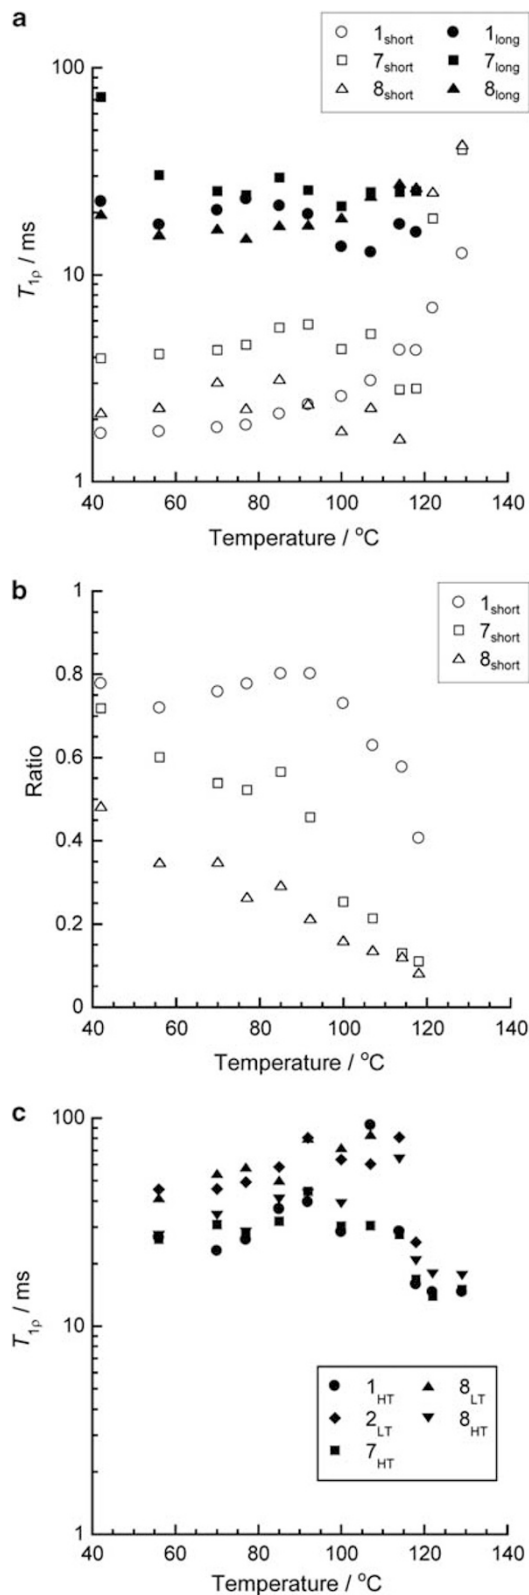 a
○ 1short ● 1long
□ 7short ■ 7long
△ 8short ▲ 8long
100
10
1
T1ρ / ms
40 60 80 100 120 140
Temperature / °C
b
○ 1short
□ 7short
△ 8short
1
0.8
0.6
0.4
0.2
0
Ratio
40 60 80 100 120 140
Temperature / °C
c
100
10
1
T1ρ / ms
● 1HT ▲ 8LT
◆ 2LT ▼ 8HT
■ 7HT
40 60 80 100 120 140
Temperature / °C